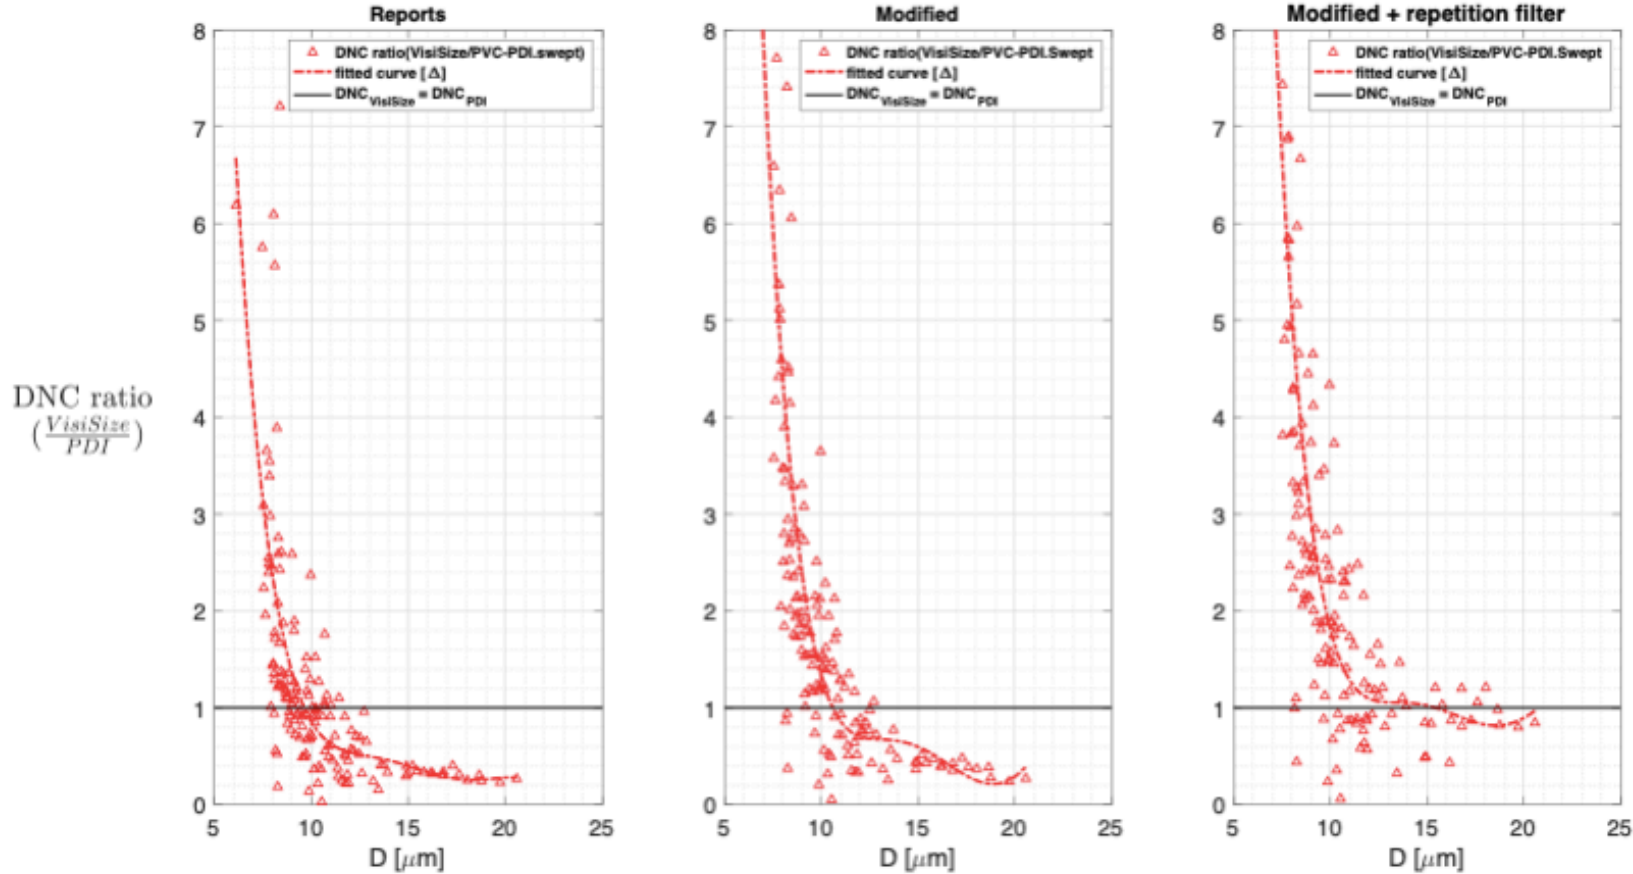 Reports
DNC ratio(VisiSize/PVC-PDI.swept)
fitted curve [Δ]
DNC_VisiSize = DNC_PDI
8
7
6
5
4
3
2
1
0
5 10 15 20 25
D [μm]
DNC ratio
(VisiSize/PDI)
Modified
DNC ratio(VisiSize/PVC-PDI.Swept
fitted curve [Δ]
DNC_VisiSize = DNC_PDI
8
7
6
5
4
3
2
1
0
5 10 15 20 25
D [μm]
Modified + repetition filter
DNC ratio(VisiSize/PVC-PDI.Swept
fitted curve [Δ]
DNC_VisiSize = DNC_PDI
8
7
6
5
4
3
2
1
0
5 10 15 20 25
D [μm]